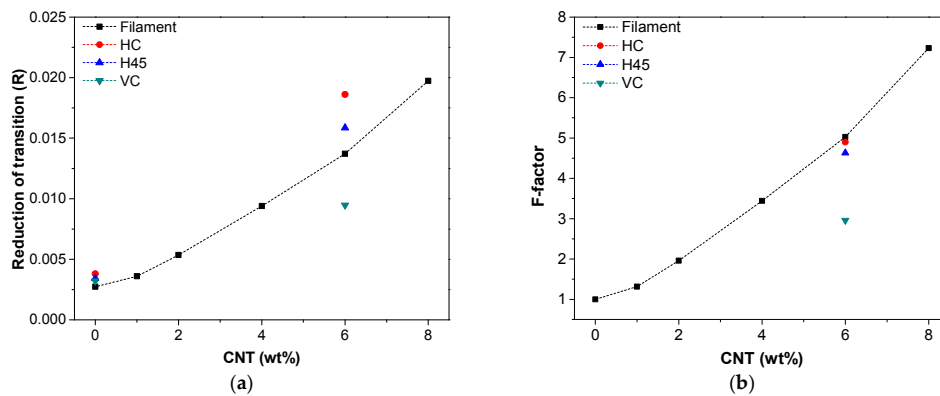 Filament
HC
H45
VC
Reduction of transition (R)
0.025
0.020
0.015
0.010
0.005
0.000
0 2 4 6 8
CNT (wt%)
(a)
Filament
HC
H45
VC
F-factor
7
6
5
4
3
2
1
0 2 4 6 8
CNT (wt%)
(b)